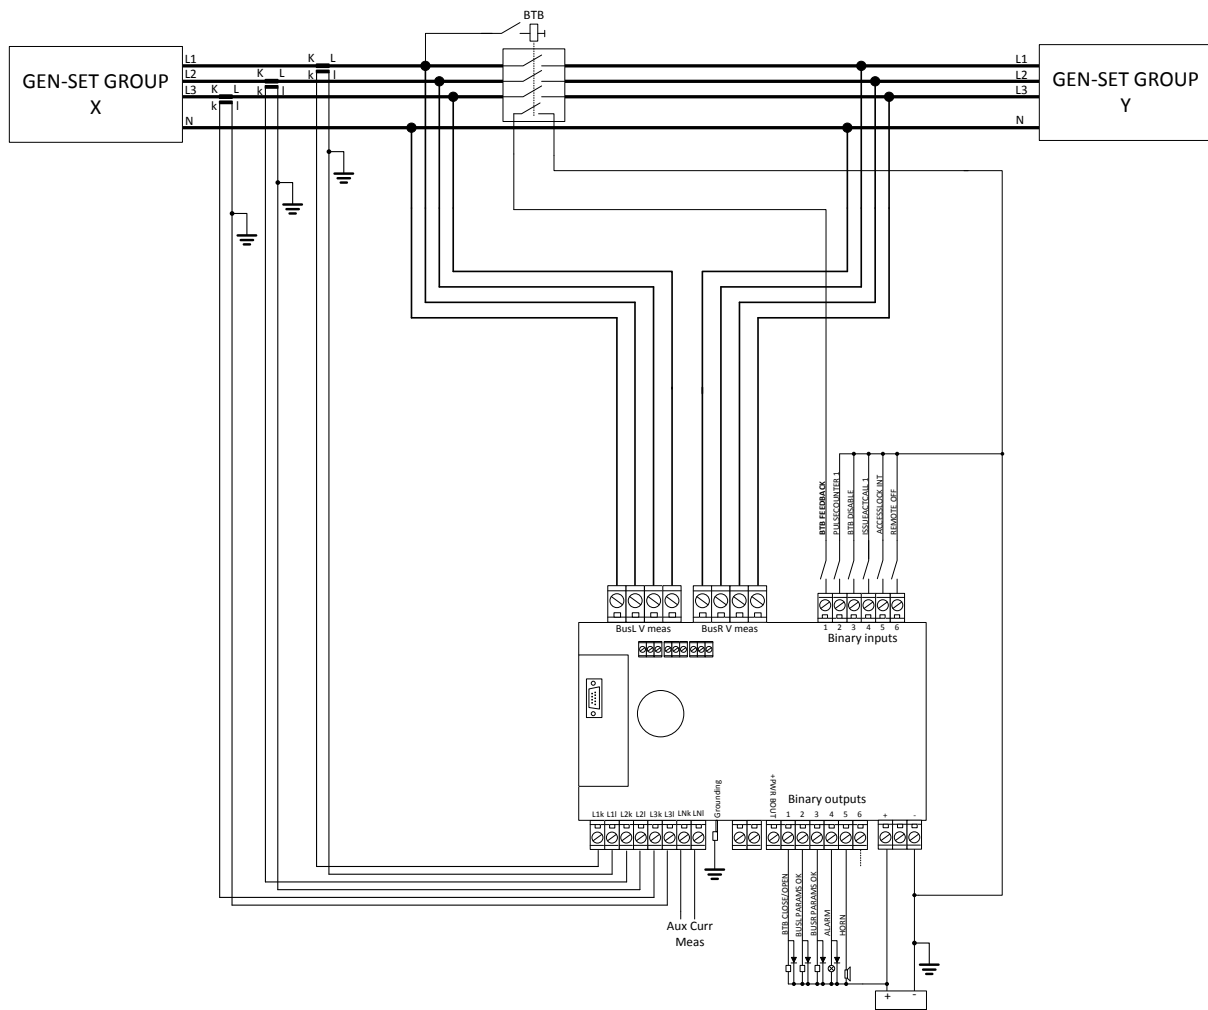 BTB
GEN-SET GROUP
X
L1
L2
L3
N
K L
k l
K L
k l
K L
k l
L1
L2
L3
N
GEN-SET GROUP
Y
BTB FEEDBACK
PULSECOUNTER 1
BTB DISABLE
ISSUEACTCALL 1
ACCESSLOCK INT
REMOTE OFF
BusL V meas
BusR V meas
1 2 3 4 5 6
Binary inputs
Grounding
+PWR BOUT
Binary outputs
L1k L1l L2k L2l L3k L3l LNk LNl
1 2 3 4 5 6
+ -
Aux Curr
Meas
BTB CLOSE/OPEN
BUSL PARAMS OK
BUSR PARAMS OK
ALARM
HORN
+ -